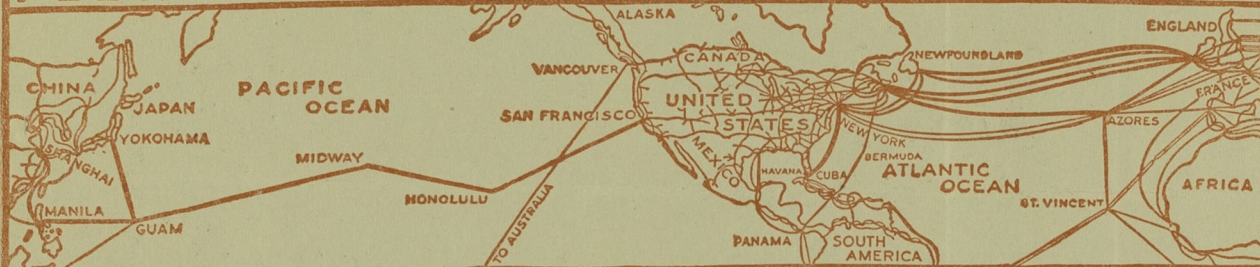 ALASKA
ENGLAND
CANADA
NEWFOUNDLAND
VANCOUVER
CHINA
PACIFIC
OCEAN
JAPAN
UNITED
STATES
FRANCE
SAN FRANCISCO
AZORES
NEW YORK
YOKOHAMA
SHANGHAI
MEXICO
BERMUDA
MIDWAY
HAVANA
CUBA
ATLANTIC
OCEAN
AFRICA
HONOLULU
ST. VINCENT
MANILA
GUAM
TO AUSTRALIA
PANAMA
SOUTH
AMERICA